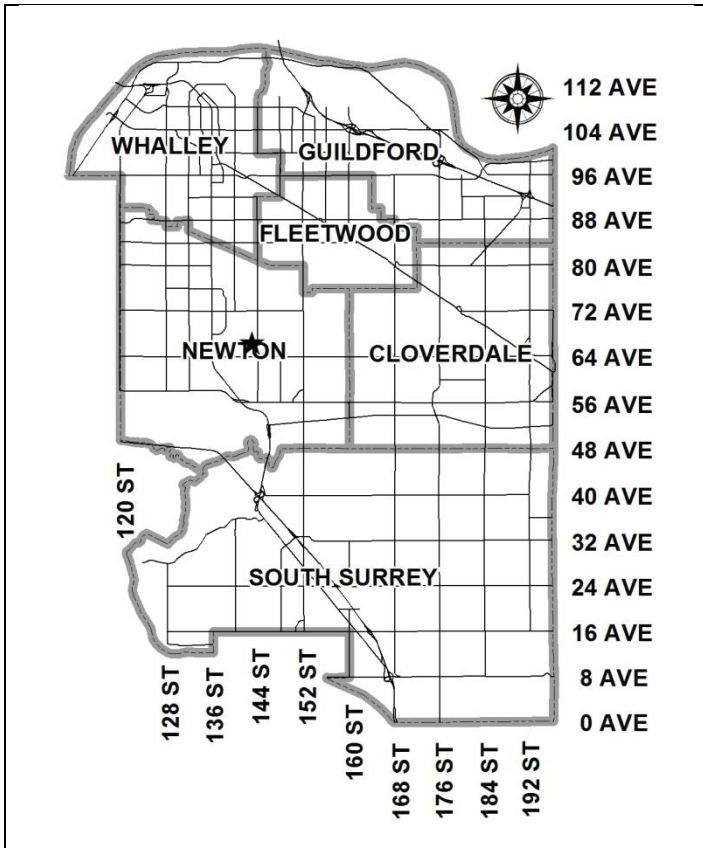 112 AVE
104 AVE
WHALLEY
GUILDFORD
96 AVE
88 AVE
FLEETWOOD
80 AVE
72 AVE
NEWTON
CLOVERDALE
64 AVE
56 AVE
48 AVE
120 ST
40 AVE
32 AVE
SOUTH SURREY
24 AVE
16 AVE
128 ST
136 ST
144 ST
152 ST
160 ST
8 AVE
0 AVE
168 ST
176 ST
184 ST
192 ST